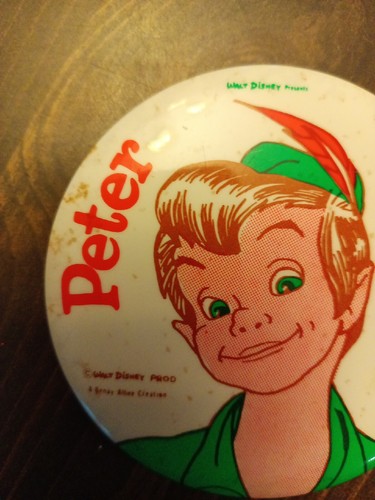 WALT DISNEY Presents
Peter
© WALT DISNEY PROD